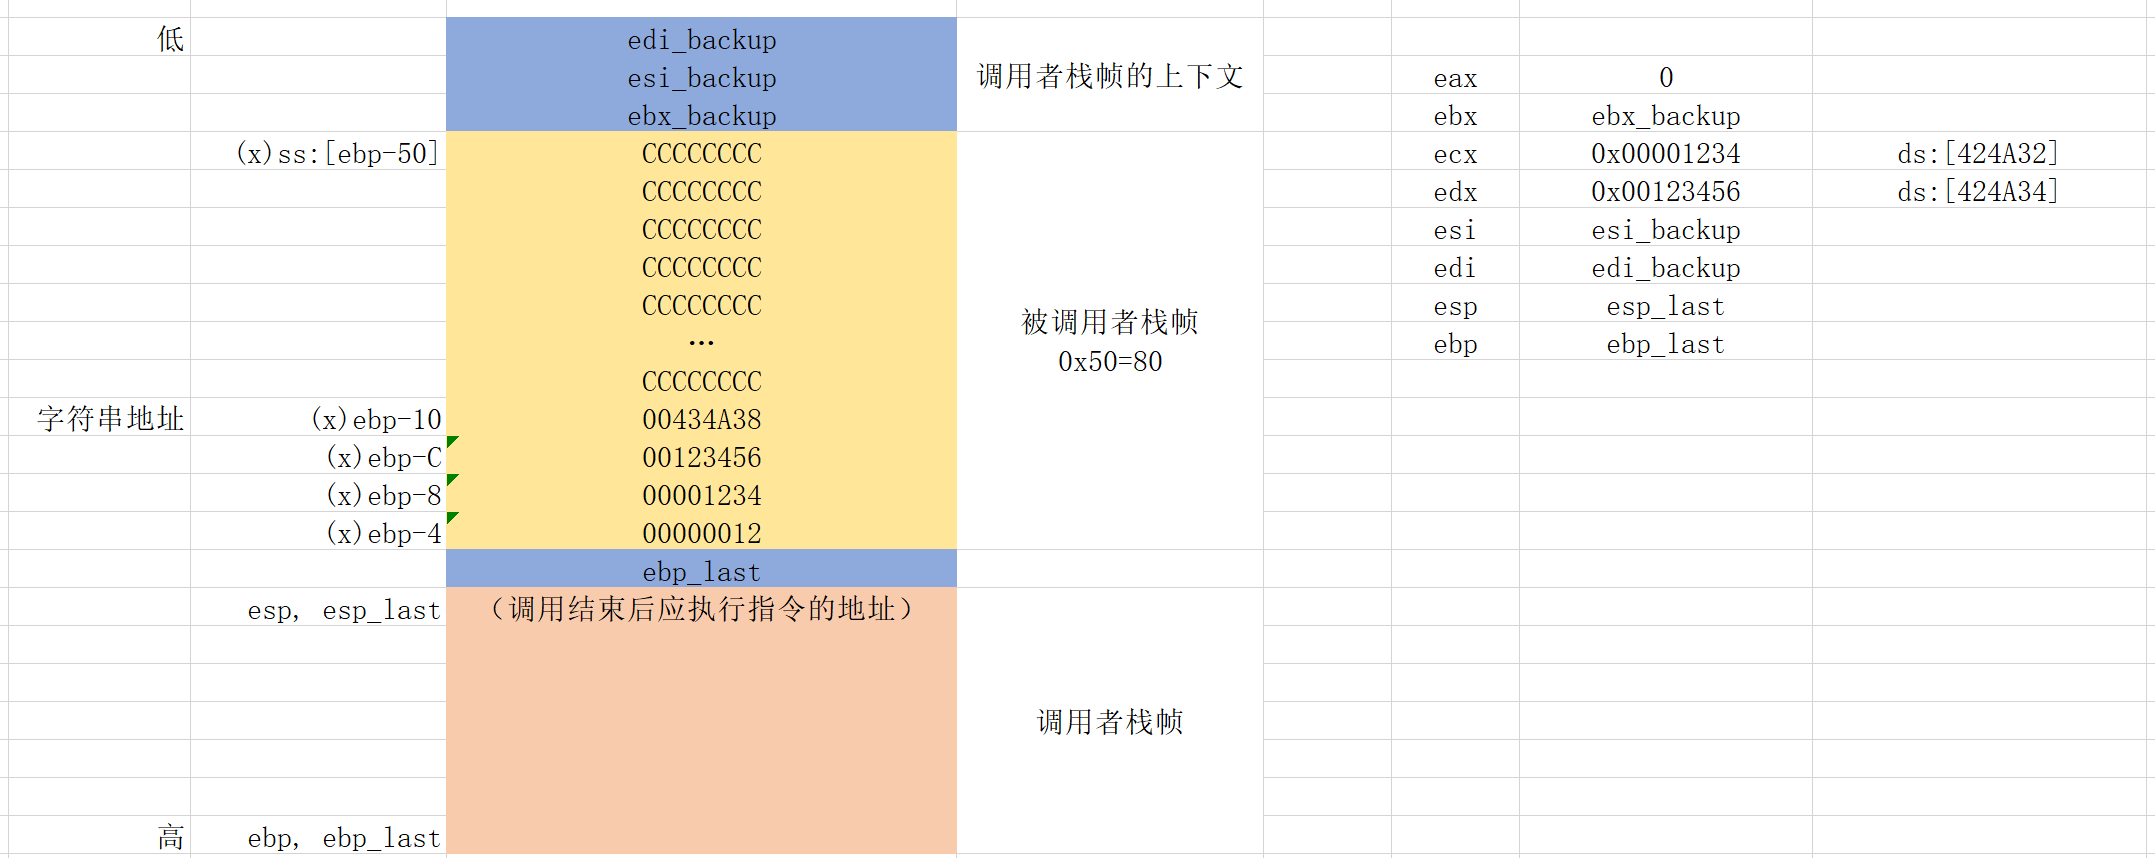 低 edi_backup
esi_backup 调用者栈帧的上下文 eax 0
ebx_backup ebx ebx_backup
(x)ss:[ebp-50] CCCCCCCC ecx 0x00001234 ds:[424A32]
CCCCCCCC edx 0x00123456 ds:[424A34]
CCCCCCCC esi esi_backup
CCCCCCCC edi edi_backup
CCCCCCCC 被调用者栈帧 esp esp_last
… 0x50=80 ebp ebp_last
CCCCCCCC
字符串地址 (x)ebp-10 00434A38
(x)ebp-C 00123456
(x)ebp-8 00001234
(x)ebp-4 00000012
ebp_last
esp, esp_last （调用结束后应执行指令的地址）
调用者栈帧
高 ebp, ebp_last